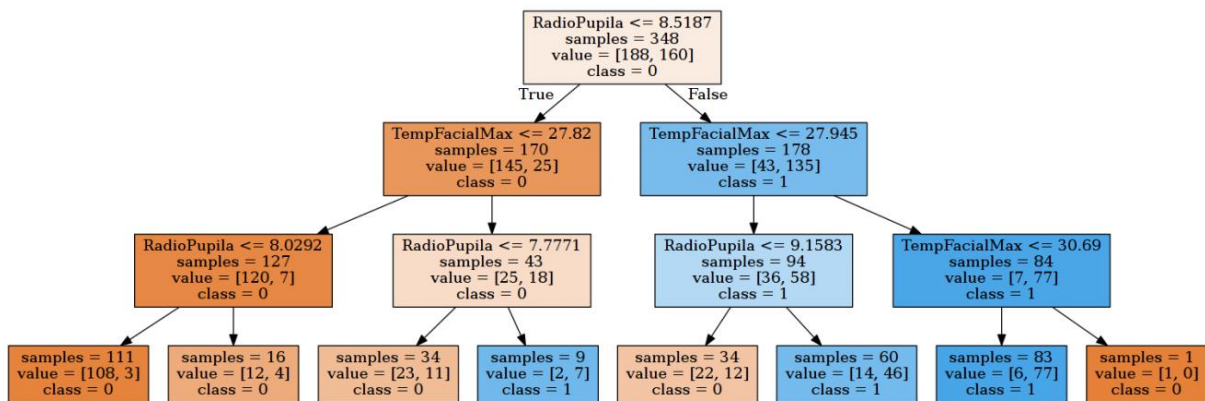 RadioPupila <= 8.5187
samples = 348
value = [188, 160]
class = 0
True
False
TempFacialMax <= 27.82
samples = 170
value = [145, 25]
class = 0
TempFacialMax <= 27.945
samples = 178
value = [43, 135]
class = 1
RadioPupila <= 8.0292
samples = 127
value = [120, 7]
class = 0
RadioPupila <= 7.7771
samples = 43
value = [25, 18]
class = 0
RadioPupila <= 9.1583
samples = 94
value = [36, 58]
class = 1
TempFacialMax <= 30.69
samples = 84
value = [7, 77]
class = 1
samples = 111
value = [108, 3]
class = 0
samples = 16
value = [12, 4]
class = 0
samples = 34
value = [23, 11]
class = 0
samples = 9
value = [2, 7]
class = 1
samples = 34
value = [22, 12]
class = 0
samples = 60
value = [14, 46]
class = 1
samples = 83
value = [6, 77]
class = 1
samples = 1
value = [1, 0]
class = 0